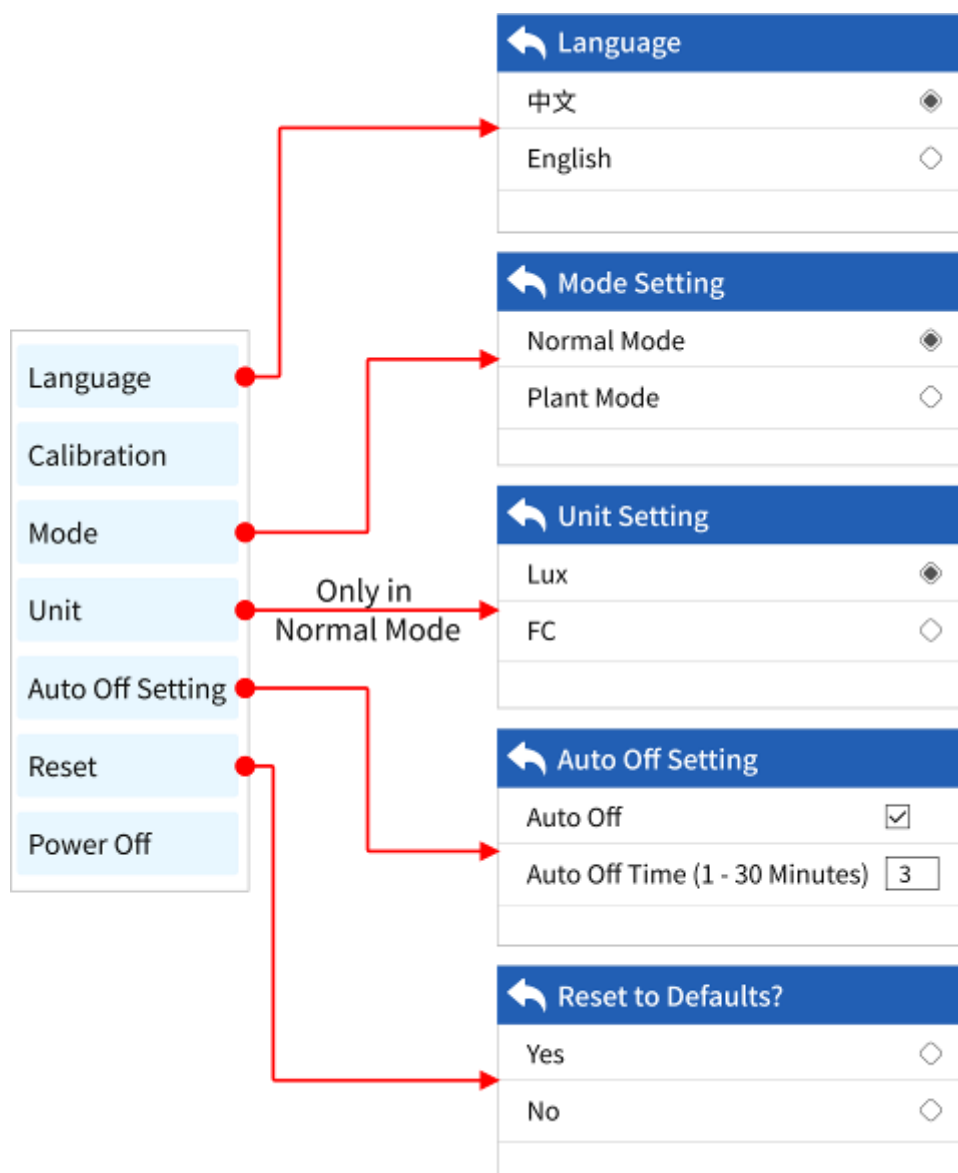 Language
中文
English
Mode Setting
Normal Mode
Plant Mode
Language
Calibration
Mode
Unit
Auto Off Setting
Reset
Power Off
Only in
Normal Mode
Unit Setting
Lux
FC
Auto Off Setting
Auto Off
Auto Off Time (1 - 30 Minutes) 3
Reset to Defaults?
Yes
No